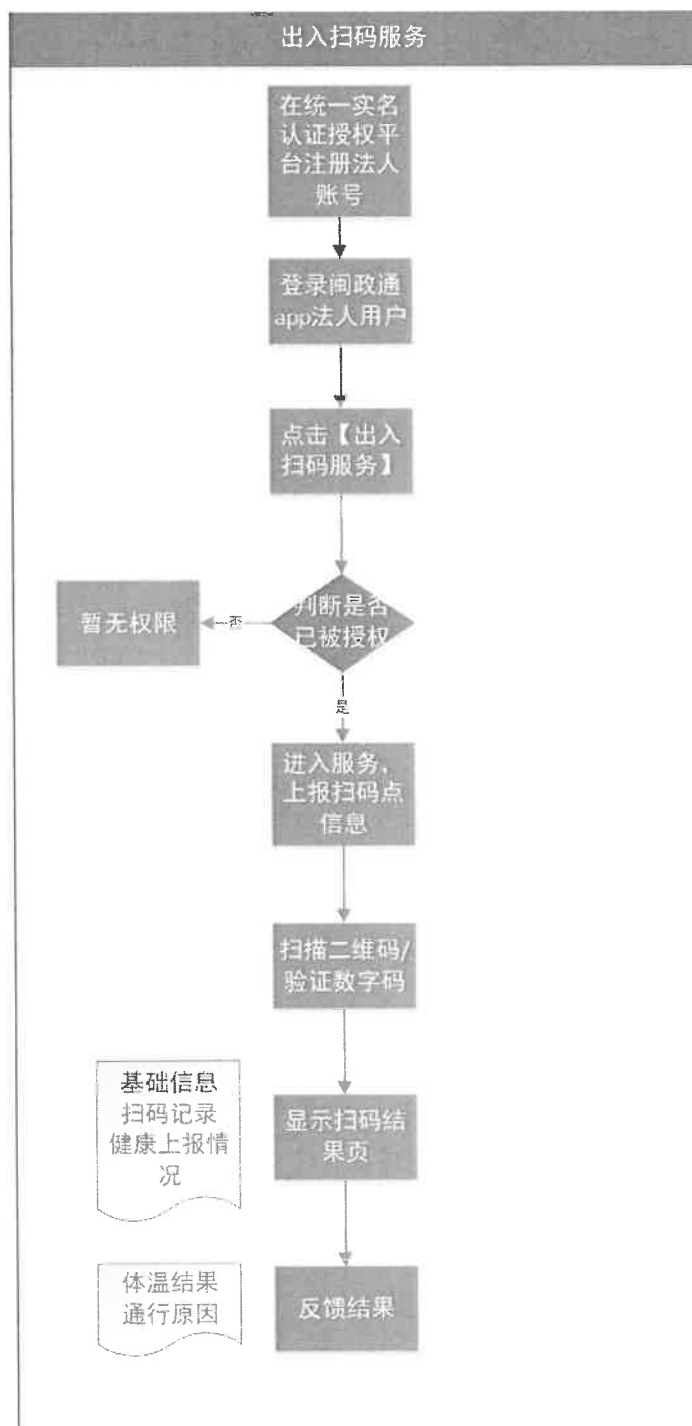 出入扫码服务
在统一实名
认证授权平
台注册法人
账号
登录闽政通
app法人用户
点击【出入
扫码服务】
判断是否
已被授权
否
暂无权限
是
进入服务，
上报扫码点
信息
扫描二维码/
验证数字码
基础信息
扫码记录
健康上报情
况
显示扫码结
果页
体温结果
通行原因
反馈结果